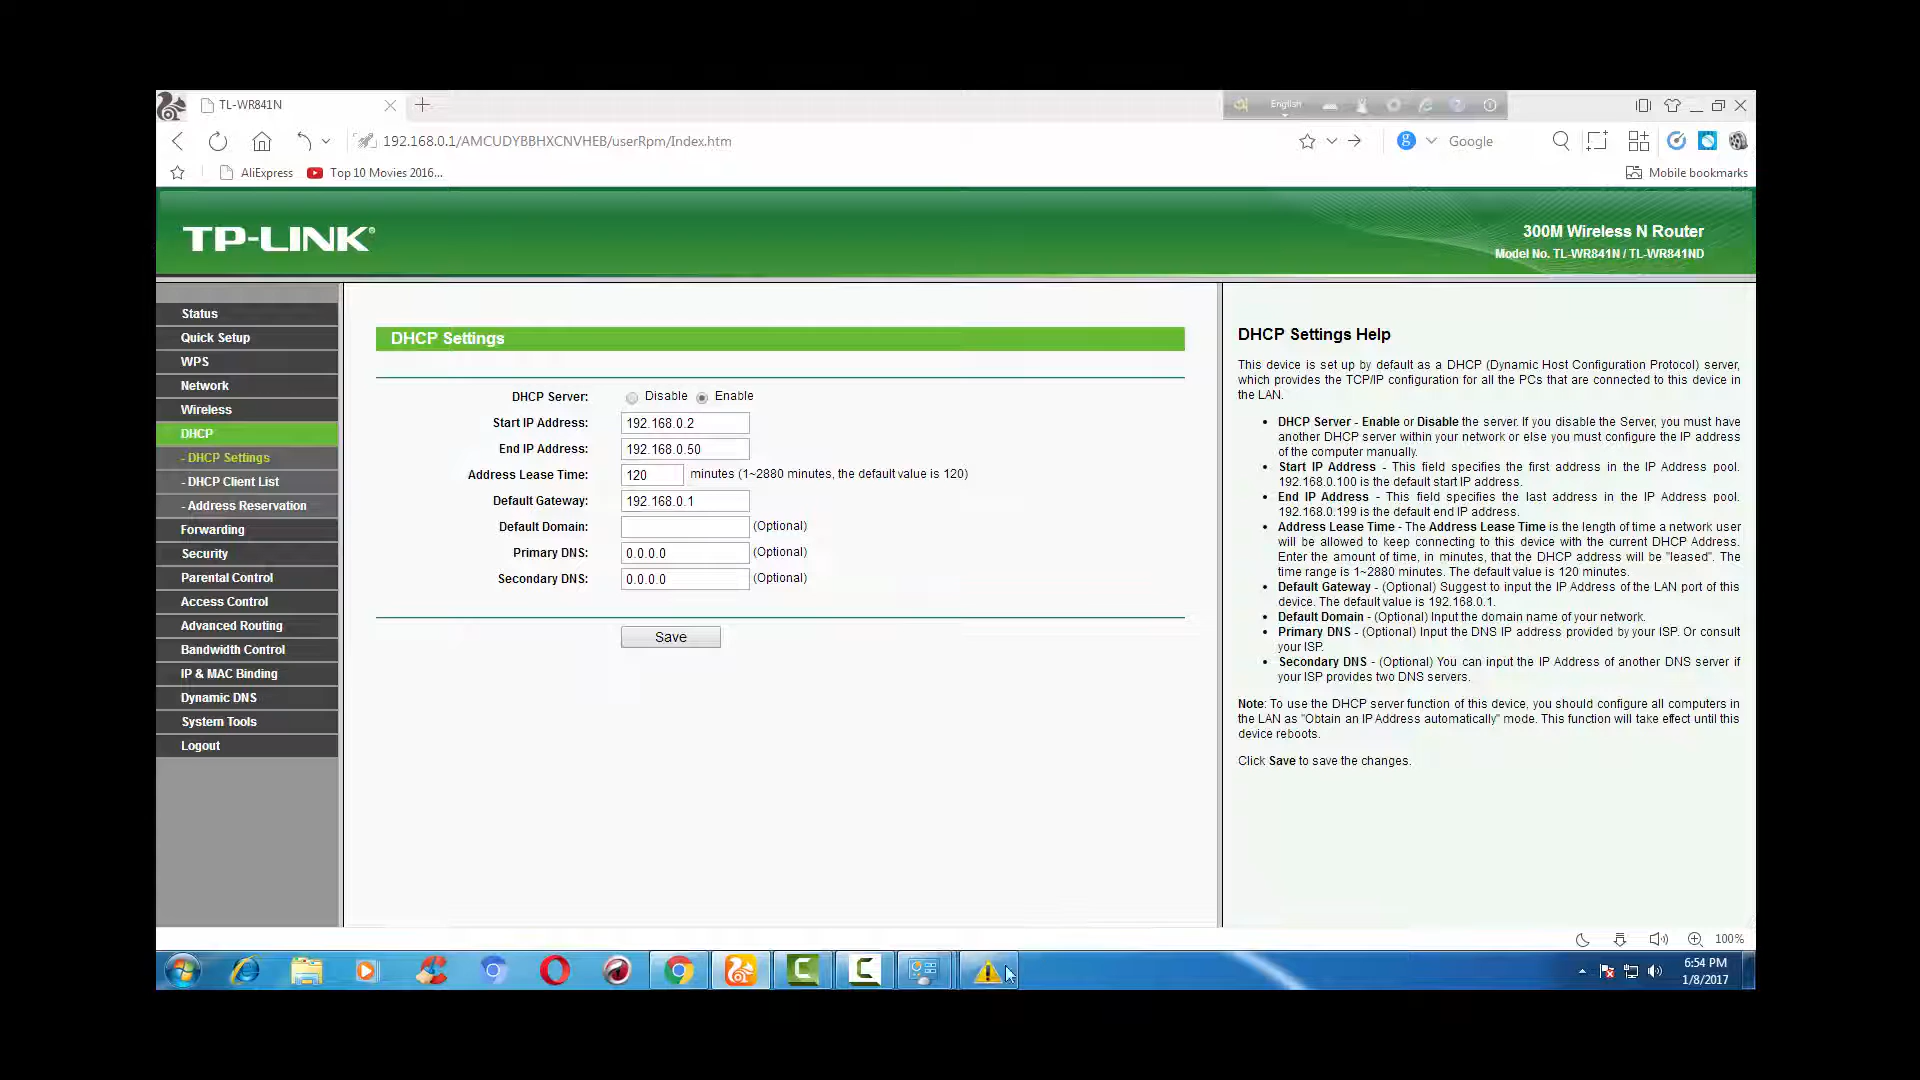 TL-WR841N
English
192.168.0.1/AMCUDYBBHXCNVHEB/userRpm/Index.htm
Google
AliExpress
Top 10 Movies 2016...
Mobile bookmarks
TP-LINK®
300M Wireless N Router
Model No. TL-WR841N / TL-WR841ND
Status
Quick Setup
WPS
Network
Wireless
DHCP
- DHCP Settings
- DHCP Client List
- Address Reservation
Forwarding
Security
Parental Control
Access Control
Advanced Routing
Bandwidth Control
IP & MAC Binding
Dynamic DNS
System Tools
Logout
DHCP Settings
DHCP Server: Disable Enable
Start IP Address: 192.168.0.2
End IP Address: 192.168.0.50
Address Lease Time: 120 minutes (1~2880 minutes, the default value is 120)
Default Gateway: 192.168.0.1
Default Domain: (Optional)
Primary DNS: 0.0.0.0 (Optional)
Secondary DNS: 0.0.0.0 (Optional)
Save
DHCP Settings Help
This device is set up by default as a DHCP (Dynamic Host Configuration Protocol) server,
which provides the TCP/IP configuration for all the PCs that are connected to this device in
the LAN.
• DHCP Server - Enable or Disable the server. If you disable the Server, you must have
another DHCP server within your network or else you must configure the IP address
of the computer manually.
• Start IP Address - This field specifies the first address in the IP Address pool.
192.168.0.100 is the default start IP address.
• End IP Address - This field specifies the last address in the IP Address pool.
192.168.0.199 is the default end IP address.
• Address Lease Time - The Address Lease Time is the length of time a network user
will be allowed to keep connecting to this device with the current DHCP Address.
Enter the amount of time, in minutes, that the DHCP address will be "leased". The
time range is 1~2880 minutes. The default value is 120 minutes.
• Default Gateway - (Optional) Suggest to input the IP Address of the LAN port of this
device. The default value is 192.168.0.1.
• Default Domain - (Optional) Input the domain name of your network.
• Primary DNS - (Optional) Input the DNS IP address provided by your ISP. Or consult
your ISP.
• Secondary DNS - (Optional) You can input the IP Address of another DNS server if
your ISP provides two DNS servers.
Note: To use the DHCP server function of this device, you should configure all computers in
the LAN as "Obtain an IP Address automatically" mode. This function will take effect until this
device reboots.
Click Save to save the changes.
100%
6:54 PM
1/8/2017